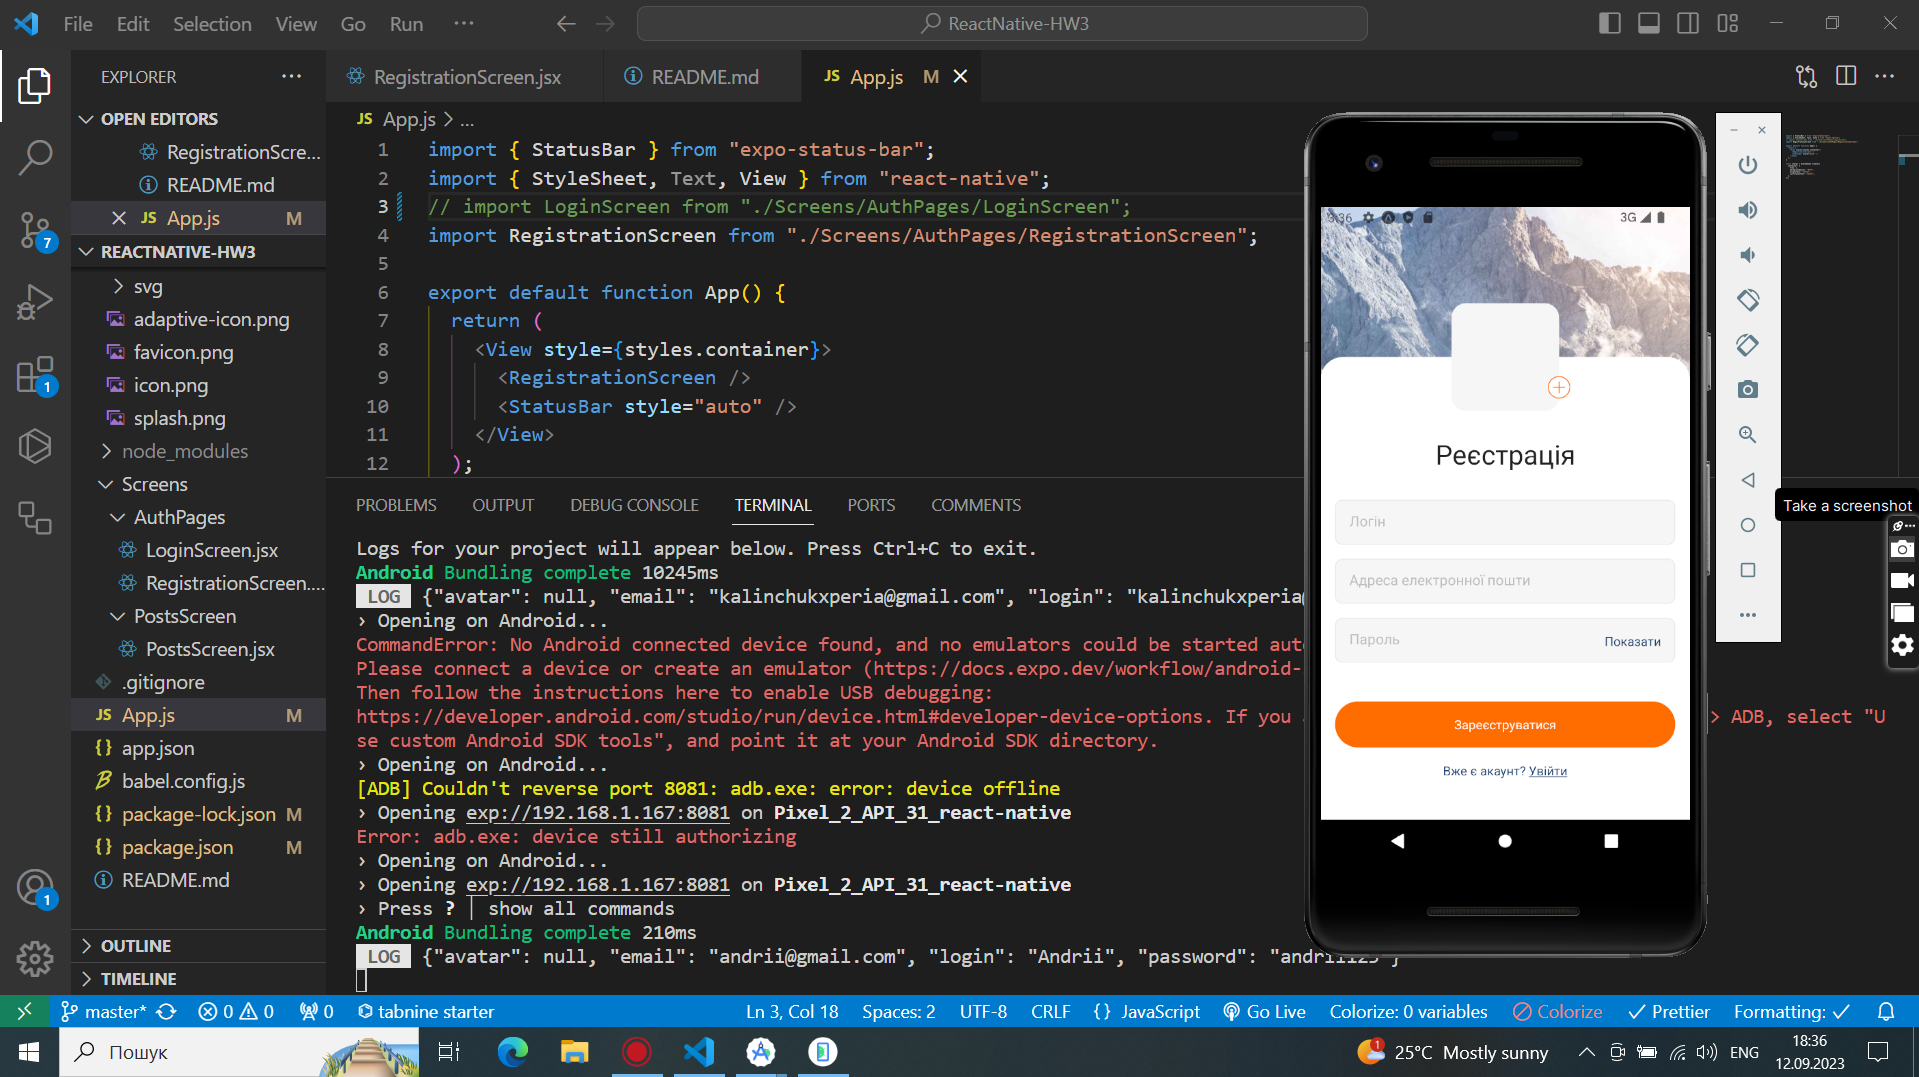 File Edit Selection View Go Run ···
ReactNative-HW3
EXPLORER
RegistrationScreen.jsx
README.md
JS App.js M
OPEN EDITORS
RegistrationScre...
README.md
JS App.js M
REACTNATIVE-HW3
svg
adaptive-icon.png
favicon.png
icon.png
splash.png
node_modules
Screens
AuthPages
LoginScreen.jsx
RegistrationScreen....
PostsScreen
PostsScreen.jsx
.gitignore
JS App.js M
{} app.json
babel.config.js
{} package-lock.json M
{} package.json M
README.md
OUTLINE
TIMELINE
7
1
1
JS App.js > ...
1 import { StatusBar } from "expo-status-bar";
2 import { StyleSheet, Text, View } from "react-native";
3 // import LoginScreen from "./Screens/AuthPages/LoginScreen";
4 import RegistrationScreen from "./Screens/AuthPages/RegistrationScreen";
5
6 export default function App() {
7 return (
8 <View style={styles.container}>
9 <RegistrationScreen />
10 <StatusBar style="auto" />
11 </View>
12 );
PROBLEMS OUTPUT DEBUG CONSOLE TERMINAL PORTS COMMENTS
Logs for your project will appear below. Press Ctrl+C to exit.
Android Bundling complete 10245ms
LOG {"avatar": null, "email": "kalinchukxperia@gmail.com", "login": "kalinchukxperia@
› Opening on Android...
CommandError: No Android connected device found, and no emulators could be started aut
Please connect a device or create an emulator (https://docs.expo.dev/workflow/android-
Then follow the instructions here to enable USB debugging:
https://developer.android.com/studio/run/device.html#developer-device-options. If you > ADB, select "U
se custom Android SDK tools", and point it at your Android SDK directory.
› Opening on Android...
[ADB] Couldn't reverse port 8081: adb.exe: error: device offline
› Opening exp://192.168.1.167:8081 on Pixel_2_API_31_react-native
Error: adb.exe: device still authorizing
› Opening on Android...
› Opening exp://192.168.1.167:8081 on Pixel_2_API_31_react-native
› Press ? │ show all commands
Android Bundling complete 210ms
LOG {"avatar": null, "email": "andrii@gmail.com", "login": "Andrii", "password":
3:36
3G
Реєстрація
Логін
Адреса електронної пошти
Пароль
Показати
Зареєструватися
Вже є акаунт? Увійти
Take a screenshot
master* 0 0 0 tabnine starter
Ln 3, Col 18 Spaces: 2 UTF-8 CRLF {} JavaScript Go Live Colorize: 0 variables Colorize Prettier Formatting:
Пошук
1
25°C Mostly sunny
ENG
18:36
12.09.2023